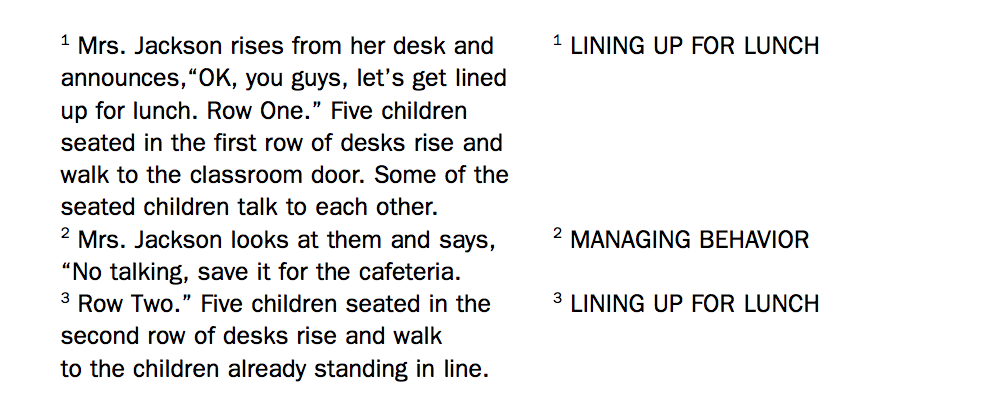 ¹ Mrs. Jackson rises from her desk and
announces,“OK, you guys, let’s get lined
up for lunch. Row One.” Five children
seated in the first row of desks rise and
walk to the classroom door. Some of the
seated children talk to each other.
² Mrs. Jackson looks at them and says,
“No talking, save it for the cafeteria.
³ Row Two.” Five children seated in the
second row of desks rise and walk
to the children already standing in line.
¹ LINING UP FOR LUNCH
² MANAGING BEHAVIOR
³ LINING UP FOR LUNCH